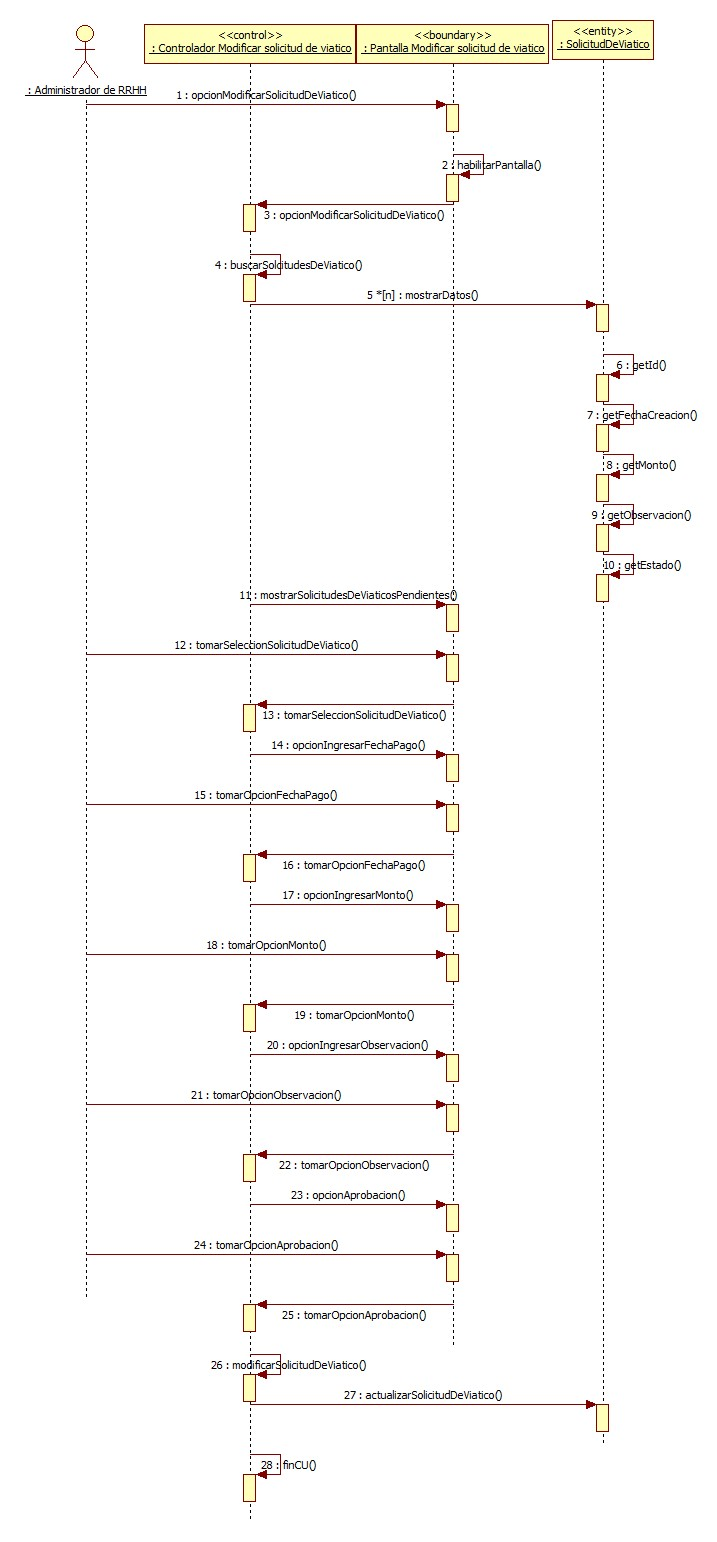 <<control>>
: Controlador Modificar solicitud de viatico
<<boundary>>
: Pantalla Modificar solicitud de viatico
<<entity>>
: SolicitudDeViatico
: Administrador de RRHH
1 : opcionModificarSolicitudDeViatico()
2 : habilitarPantalla()
3 : opcionModificarSolicitudDeViatico()
4 : buscarSolcitudesDeViatico()
5 *[n] : mostrarDatos()
6 : getId()
7 : getFechaCreacion()
8 : getMonto()
9 : getObservacion()
10 : getEstado()
11 : mostrarSolicitudesDeViaticosPendientes()
12 : tomarSeleccionSolicitudDeViatico()
13 : tomarSeleccionSolicitudDeViatico()
14 : opcionIngresarFechaPago()
15 : tomarOpcionFechaPago()
16 : tomarOpcionFechaPago()
17 : opcionIngresarMonto()
18 : tomarOpcionMonto()
19 : tomarOpcionMonto()
20 : opcionIngresarObservacion()
21 : tomarOpcionObservacion()
22 : tomarOpcionObservacion()
23 : opcionAprobacion()
24 : tomarOpcionAprobacion()
25 : tomarOpcionAprobacion()
26 : modificarSolicitudDeViatico()
27 : actualizarSolicitudDeViatico()
28 : finCU()